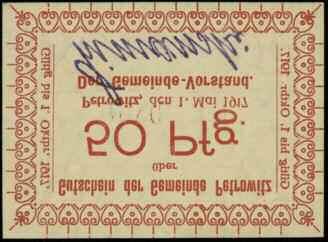 Gutschein der Gemeinde Petrowitz
über
50 Pfg.
Petrowitz, den 1. Mai 1917
Der Gemeinde-Vorstand.
Gültig bis 1. Oktbr. 1917
Gültig bis 1. Oktbr. 1917